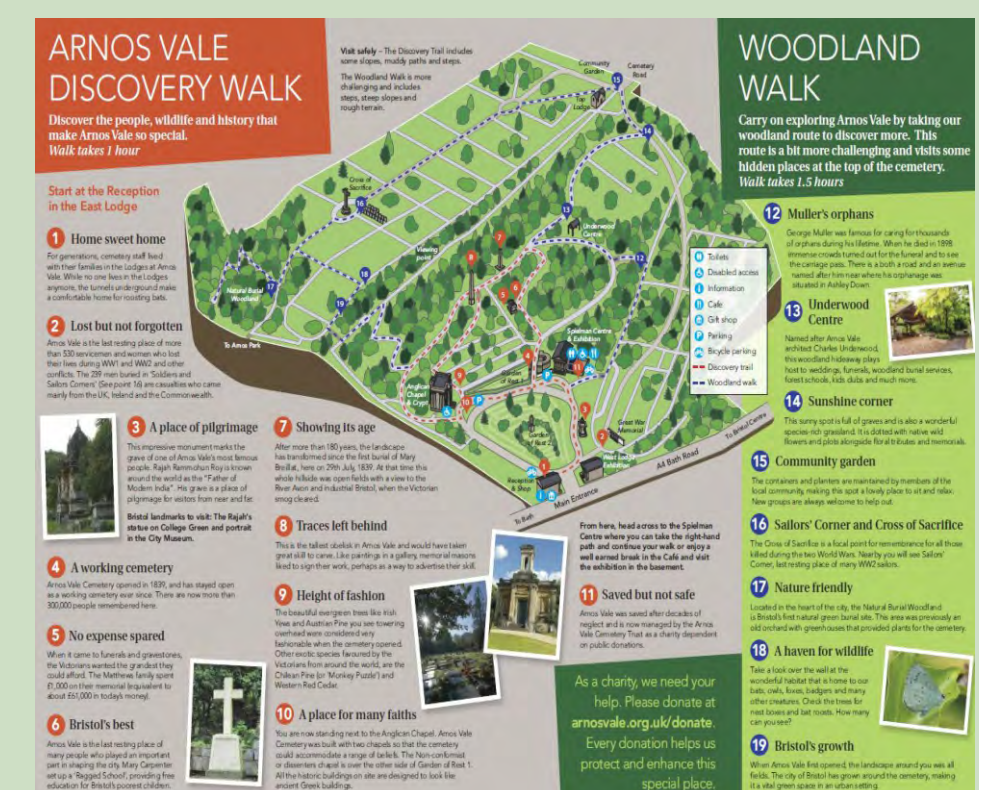 ARNOS VALE
DISCOVERY WALK
Discover the people, wildlife and history that
make Arnos Vale so special.
Walk takes 1 hour
Visit safely – The Discovery Trail includes
some slopes, muddy paths and steps.
The Woodland Walk is more
challenging and includes
steps, steep slopes and
rough terrain.
WOODLAND
WALK
Carry on exploring Arnos Vale by taking our
woodland route to discover more. This
route is a bit more challenging and visits some
hidden places at the top of the cemetery.
Walk takes 1.5 hours
Start at the Reception
in the East Lodge
1 Home sweet home
For generations, cemetery staff lived
with their families in the Lodges at Arnos
Vale. While no one lives in the Lodges
anymore, the tunnels underground make
a comfortable home for roosting bats.
2 Lost but not forgotten
Arnos Vale is the last resting place of more
than 530 servicemen and women who lost
their lives during WW1 and WW2 and other
conflicts. The 239 men buried in 'Soldiers and
Sailors Corners' (See point 16) are casualties who came
mainly from the UK, Ireland and the Commonwealth.
3 A place of pilgrimage
This impressive monument marks the
grave of one of Arnos Vale's most famous
people. Rajah Rammohun Roy is known
around the world as the "Father of
Modern India". His grave is a place of
pilgrimage for visitors from near and far.
Bristol landmarks to visit: The Rajah's
statue on College Green and portrait
in the City Museum.
4 A working cemetery
Arnos Vale Cemetery opened in 1839, and has stayed open
as a working cemetery ever since. There are now more than
300,000 people remembered here.
5 No expense spared
When it came to funerals and gravestones,
the Victorians wanted the grandest they
could afford. The Matthews family spent
£1,000 on their memorial (equivalent to
about £61,000 in today's money).
6 Bristol's best
Arnos Vale is the last resting place of
many people who played an important
part in shaping the city. Mary Carpenter
set up a 'Ragged School', providing free
education for Bristol's poorest children.
7 Showing its age
After more than 180 years, the landscape
has transformed since the first burial of Mary
Breillat, here on 29th July, 1839. At that time this
whole hillside was open fields with a view to the
River Avon and industrial Bristol, when the Victorian
smog cleared.
8 Traces left behind
This is the tallest obelisk in Arnos Vale and would have taken
great skill to carve. Like paintings in a gallery, memorial masons
liked to sign their work, perhaps as a way to advertise their skill.
9 Height of fashion
The beautiful evergreen trees like Irish
Yews and Austrian Pine you see towering
overhead were considered very
fashionable when the cemetery opened.
Other exotic species favoured by the
Victorians from around the world, are the
Chilean Pine (or 'Monkey Puzzle') and
Western Red Cedar.
10 A place for many faiths
You are now standing next to the Anglican Chapel. Arnos Vale
Cemetery was built with two chapels so that the cemetery
could accommodate a range of beliefs. The Non-conformist
or dissenters chapel is over the other side of Garden of Rest 1.
All the historic buildings on site are designed to look like
ancient Greek buildings.
From here, head across to the Spielman
Centre where you can take the right-hand
path and continue your walk or enjoy a
well earned break in the Café and visit
the exhibition in the basement.
11 Saved but not safe
Arnos Vale was saved after decades of
neglect and is now managed by the Arnos
Vale Cemetery Trust as a charity dependent
on public donations.
As a charity, we need your
help. Please donate at
arnosvale.org.uk/donate.
Every donation helps us
protect and enhance this
special place.
12 Muller's orphans
George Muller was famous for caring for thousands
of orphans during his lifetime. When he died in 1898
immense crowds turned out for the funeral and to see
the carriage pass. There is both a road and an avenue
named after him near where his orphanage was
situated in Ashley Down
13 Underwood
Centre
Named after Arnos Vale
architect Charles Underwood,
this woodland hideaway plays
host to weddings, funerals, woodland burial services,
forest schools, kids clubs and much more.
14 Sunshine corner
This sunny spot is full of graves and is also a wonderful
species-rich grassland. It is dotted with native wild
flowers and plots alongside floral tributes and memorials.
15 Community garden
The containers and planters are maintained by members of the
local community, making this spot a lovely place to sit and relax.
New groups are always welcome to help out.
16 Sailors' Corner and Cross of Sacrifice
The Cross of Sacrifice is a focal point for remembrance for all those
killed during the two World Wars. Nearby you will see Sailors'
Corner, last resting place of many WW2 sailors.
17 Nature friendly
Located in the heart of the city, the Natural Burial Woodland
is Bristol's first natural green burial site. This area was previously an
old orchard with greenhouses that provided plants for the cemetery.
18 A haven for wildlife
Take a look over the wall at the
wonderful habitat that is home to our
bats, owls, foxes, badgers and many
other creatures. Check the trees for
nest boxes and bat roosts. How many
can you see?
19 Bristol's growth
When Arnos Vale first opened, the landscape around you was all
fields. The city of Bristol has grown around the cemetery, making
it a vital green space in an urban setting.
Community
Garden
Cemetery
Road
15
Top
Lodge
14
Cross of
Sacrifice
16
13
Underwood
Centre
12
Viewing
point
7
8
Natural Burial
Woodland
17
18
19
To Arnos Park
6
5
Spielman Centre
& Exhibition
11
4
P
Garden
of Rest 1
Anglican
Chapel
& Crypt
9
10
P
3
Garden
of Rest 2
Great War
Memorial
2
West Lodge
Exhibition
1
Reception
& Shop
Main Entrance
To Bath
A4 Bath Road
To Bristol Centre
Toilets
Disabled access
Information
Cafe
Gift shop
P Parking
Bicycle parking
Discovery trail
Woodland walk